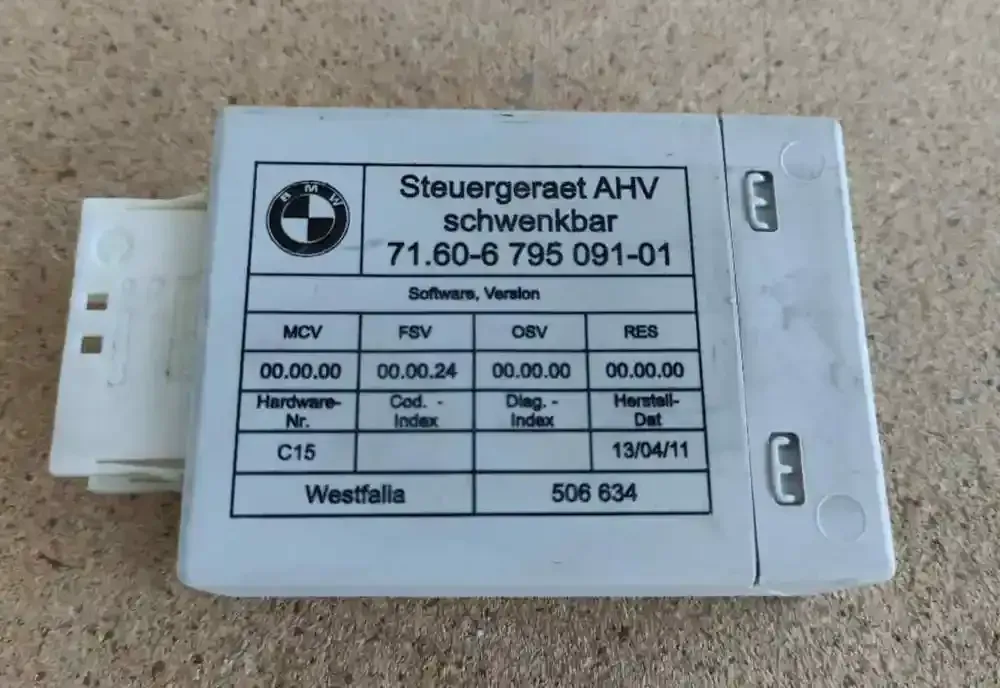 BMW
Steuergeraet AHV
schwenkbar
71.60-6 795 091-01
Software, Version
MCV FSV OSV RES
00.00.00 00.00.24 00.00.00 00.00.00
Hardware- Cod. - Diag. - Herstell-
Nr. Index Index Dat
C15 13/04/11
Westfalia 506 634